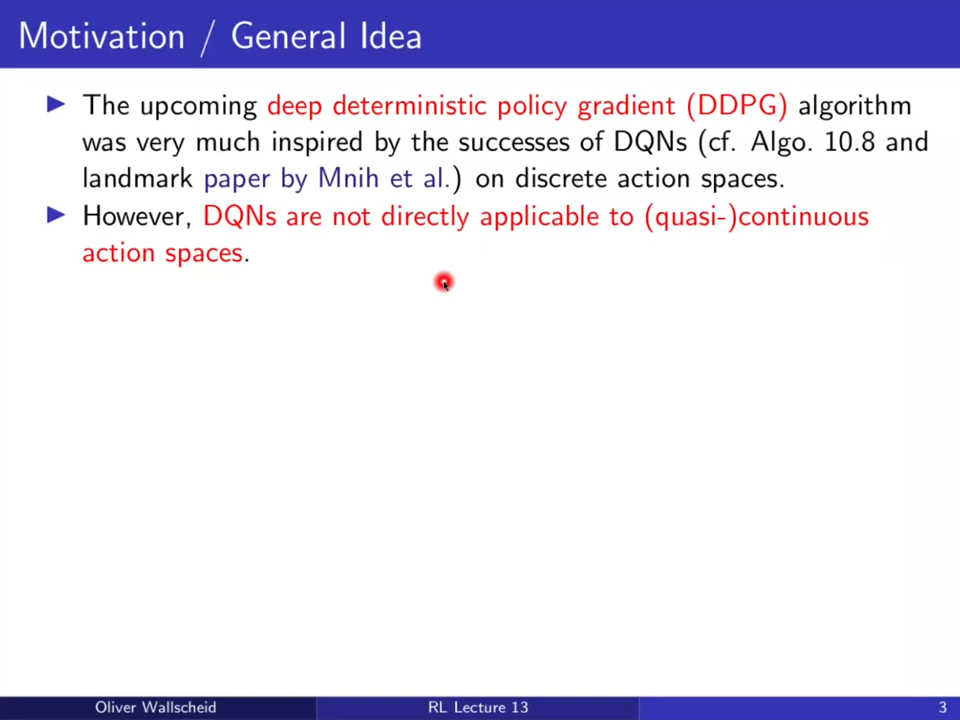 Motivation / General Idea
▶ The upcoming deep deterministic policy gradient (DDPG) algorithm
was very much inspired by the successes of DQNs (cf. Algo. 10.8 and
landmark paper by Mnih et al.) on discrete action spaces.
▶ However, DQNs are not directly applicable to (quasi-)continuous
action spaces.
Oliver Wallscheid
RL Lecture 13
3